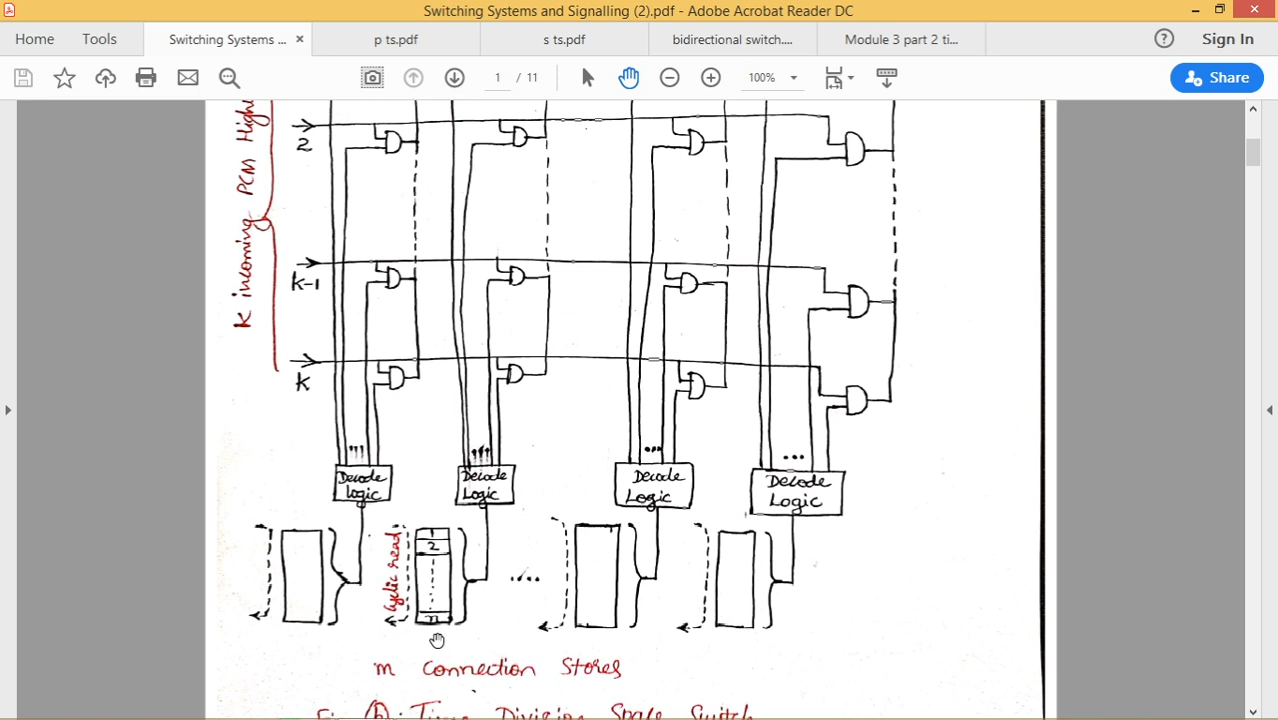 Switching Systems and Signalling (2).pdf - Adobe Acrobat Reader DC
Home Tools Switching Systems ... × p ts.pdf s ts.pdf bidirectional switch.... Module 3 part 2 ti... Sign In
1 / 11 100% Share
K incoming PCM
2
K-1
K
Decode Logic
Decode Logic
Decode Logic
Decode Logic
Cyclic read
1
2
n
m Connection Stores
(b): Time Division Space Switch